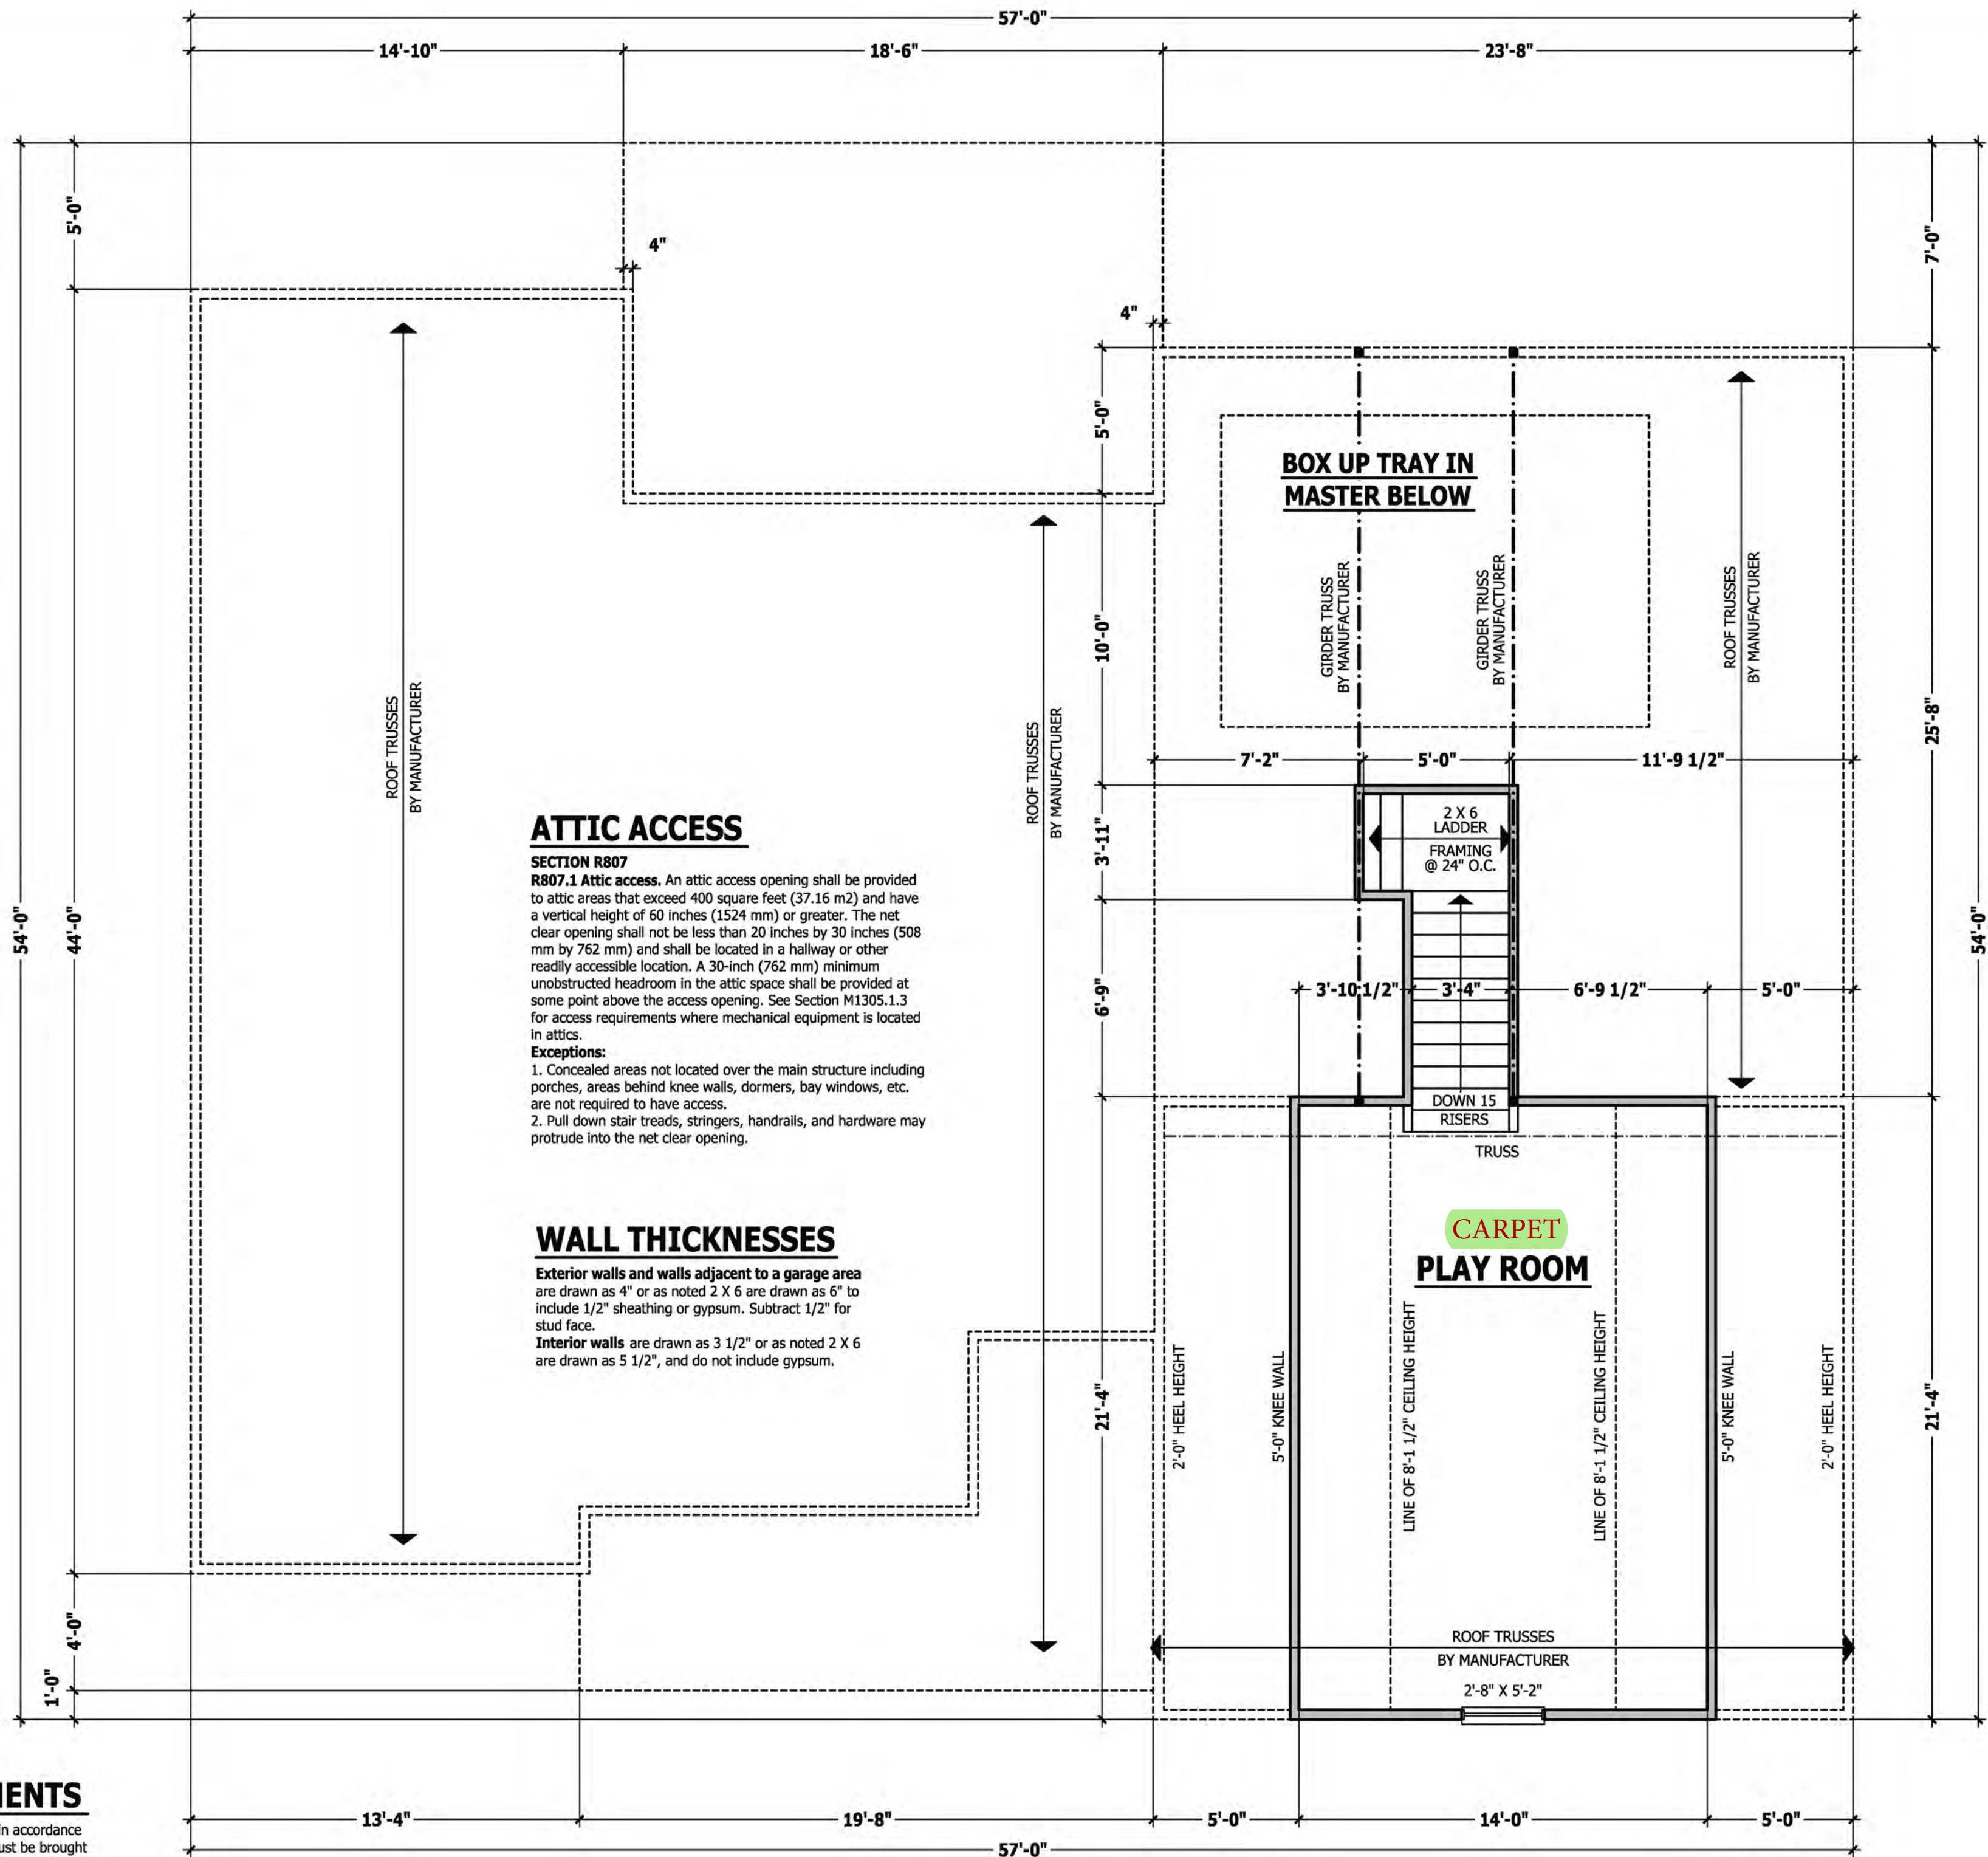 57'-0"
14'-10"
18'-6"
23'-8"
5'-0"
7'-0"
4"
4"
5'-0"
BOX UP TRAY IN
MASTER BELOW
GIRDER TRUSS
BY MANUFACTURER
GIRDER TRUSS
BY MANUFACTURER
ROOF TRUSSES
BY MANUFACTURER
10'-0"
25'-8"
ROOF TRUSSES
BY MANUFACTURER
ROOF TRUSSES
BY MANUFACTURER
7'-2"
5'-0"
11'-9 1/2"
54'-0"
44'-0"
54'-0"
ATTIC ACCESS
SECTION R807
R807.1 Attic access. An attic access opening shall be provided
to attic areas that exceed 400 square feet (37.16 m2) and have
a vertical height of 60 inches (1524 mm) or greater. The net
clear opening shall not be less than 20 inches by 30 inches (508
mm by 762 mm) and shall be located in a hallway or other
readily accessible location. A 30-inch (762 mm) minimum
unobstructed headroom in the attic space shall be provided at
some point above the access opening. See Section M1305.1.3
for access requirements where mechanical equipment is located
in attics.
Exceptions:
1. Concealed areas not located over the main structure including
porches, areas behind knee walls, dormers, bay windows, etc.
are not required to have access.
2. Pull down stair treads, stringers, handrails, and hardware may
protrude into the net clear opening.
3'-11"
2 X 6
LADDER
FRAMING
@ 24" O.C.
6'-9"
3'-10 1/2"
3'-4"
6'-9 1/2"
5'-0"
DOWN 15
RISERS
TRUSS
CARPET
PLAY ROOM
WALL THICKNESSES
Exterior walls and walls adjacent to a garage area
are drawn as 4" or as noted 2 X 6 are drawn as 6" to
include 1/2" sheathing or gypsum. Subtract 1/2" for
stud face.
Interior walls are drawn as 3 1/2" or as noted 2 X 6
are drawn as 5 1/2", and do not include gypsum.
21'-4"
2'-0" HEEL HEIGHT
5'-0" KNEE WALL
LINE OF 8'-1 1/2" CEILING HEIGHT
LINE OF 8'-1 1/2" CEILING HEIGHT
5'-0" KNEE WALL
2'-0" HEEL HEIGHT
21'-4"
ROOF TRUSSES
BY MANUFACTURER
2'-8" X 5'-2"
4'-0"
1'-0"
MENTS
in accordance
ust be brought
13'-4"
19'-8"
5'-0"
14'-0"
5'-0"
57'-0"